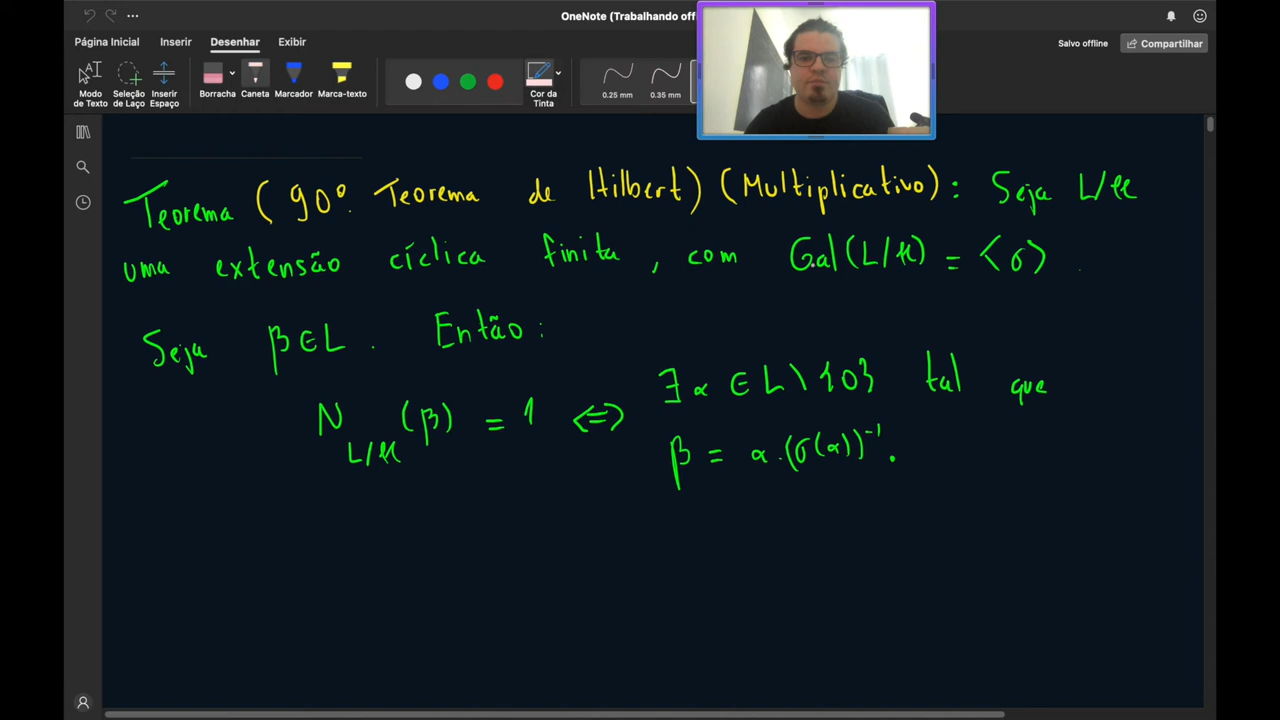 OneNote (Trabalhando off
Página Inicial Inserir Desenhar Exibir
Salvo offline Compartilhar
Modo de Texto Seleção de Laço Inserir Espaço Borracha Caneta Marcador Marca-texto Cor da Tinta 0.25 mm 0.35 mm
Teorema (90º Teorema de Hilbert) (Multiplicativo): Seja L/K
uma extensão cíclica finita, com Gal(L/K) = <σ>.
Seja β∈L. Então:
∃ α ∈ L\{0} tal que
N_{L/K}(β) = 1 <=>
β = α.(σ(α))⁻¹.